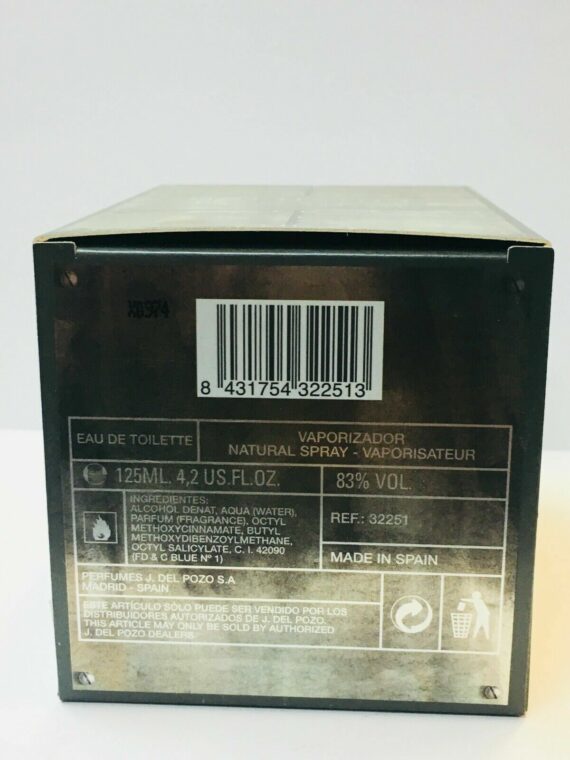 8 431754 322513
EAU DE TOILETTE
VAPORIZADOR
NATURAL SPRAY - VAPORISATEUR
125ML. 4,2 US.FL.OZ.
83% VOL.
INGREDIENTES:
ALCOHOL DENAT, AQUA (WATER),
PARFUM (FRAGRANCE), OCTYL
METHOXYCINNAMATE, BUTYL
METHOXYDIBENZOYLMETHANE,
OCTYL SALICYLATE, C. I. 42090
(FD & C BLUE Nº 1)
REF.: 32251
MADE IN SPAIN
PERFUMES J. DEL POZO S.A
MADRID - SPAIN
ESTE ARTÍCULO SÓLO PUEDE SER VENDIDO POR LOS
DISTRIBUIDORES AUTORIZADOS DE J. DEL POZO.
THIS ARTICLE MAY ONLY BE SOLD BY AUTHORIZED
J. DEL POZO DEALERS